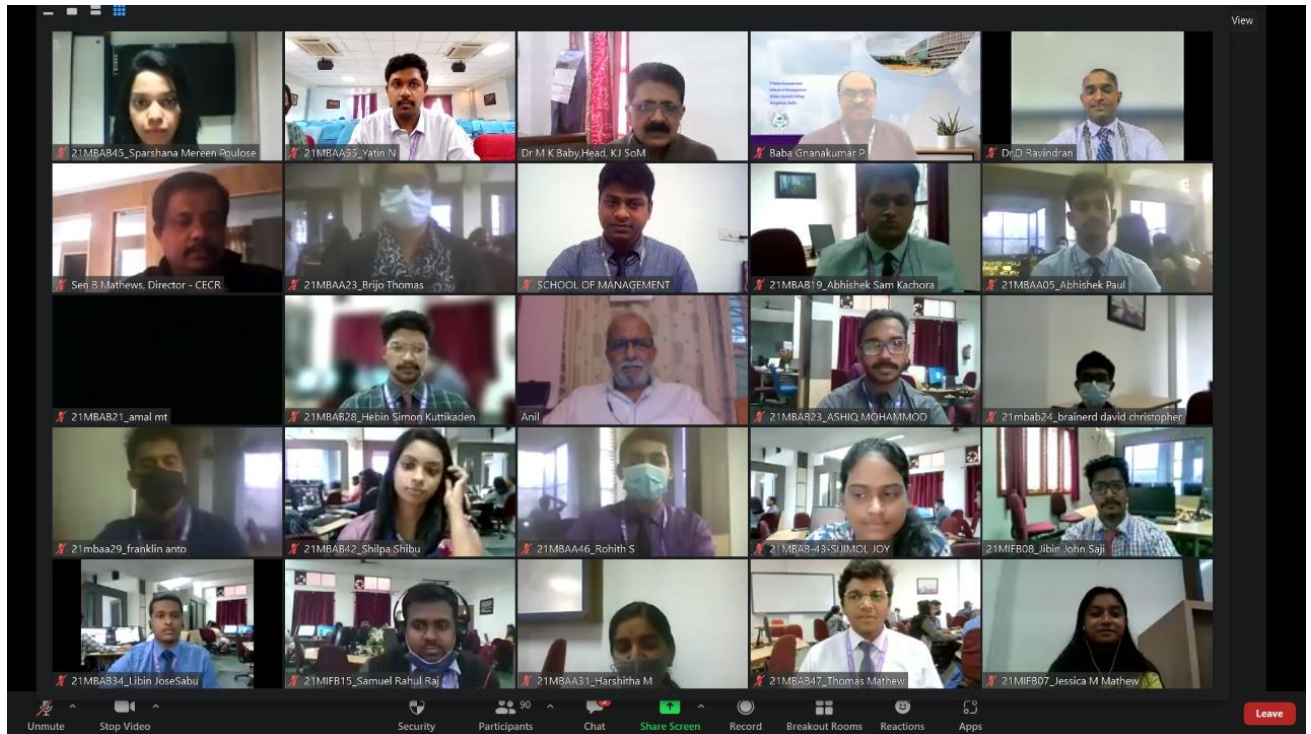 View
21MBAB45_Sparshana Mereen Poulose
21MBAA55_Yatin N
Dr M K Baby,Head, KJ SoM
Baba Gnanakumar P
Dr.D Ravindran
Sen B Mathews, Director - CECR
21MBAA23_Brijo Thomas
SCHOOL OF MANAGEMENT
21MBAB19_Abhishek Sam Kachora
21MBAA05_Abhishek Paul
21MBAB21_amal mt
21MBAB28_Hebin Simon Kuttikaden
Anil
21MBAB23_ASHIQ MOHAMMOD
21mbab24_brainerd david christopher
21mbaa29_franklin anto
21MBAB42_Shilpa Shibu
21MBAA46_Rohith S
21MBAB-43-SIJIMOL JOY
21MIFB08_Jibin John Saji
21MBAB34_Libin JoseSabu
21MIFB15_Samuel Rahul Raj
21MBAA31_Harshitha M
21MBAB47_Thomas Mathew
21MIFB07_Jessica M Mathew
Unmute
Stop Video
Security
Participants
90
Chat
Share Screen
Record
Breakout Rooms
Reactions
Apps
Leave